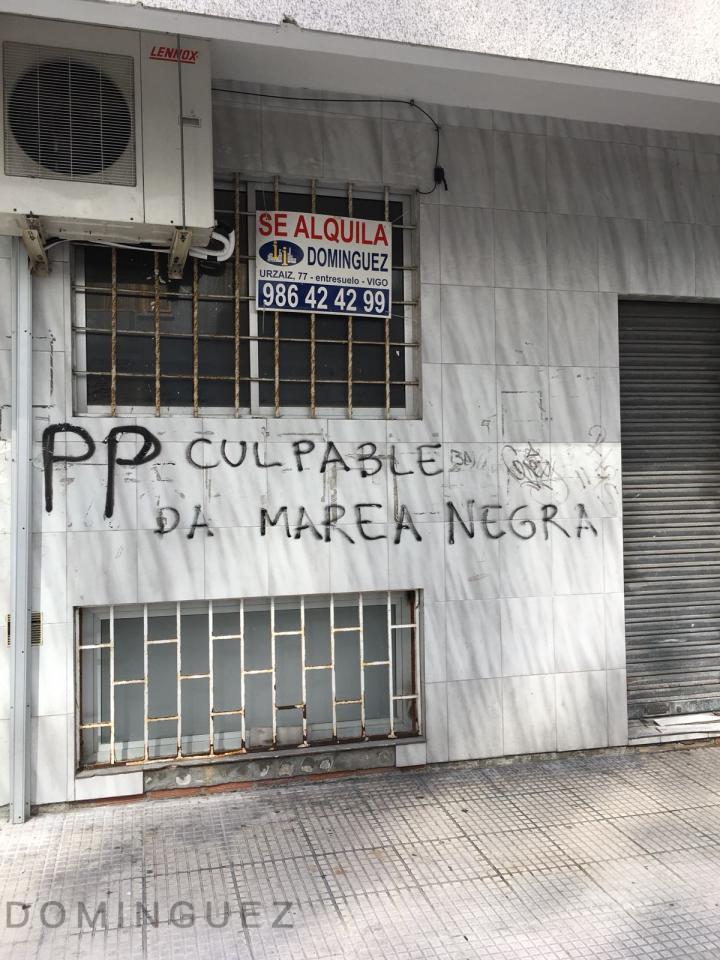 LENNOX
SE ALQUILA
DOMINGUEZ
URZAIZ, 77 - entresuelo - VIGO
986 42 42 99
PP CULPABLE
DA MAREA NEGRA
DOMINGUEZ